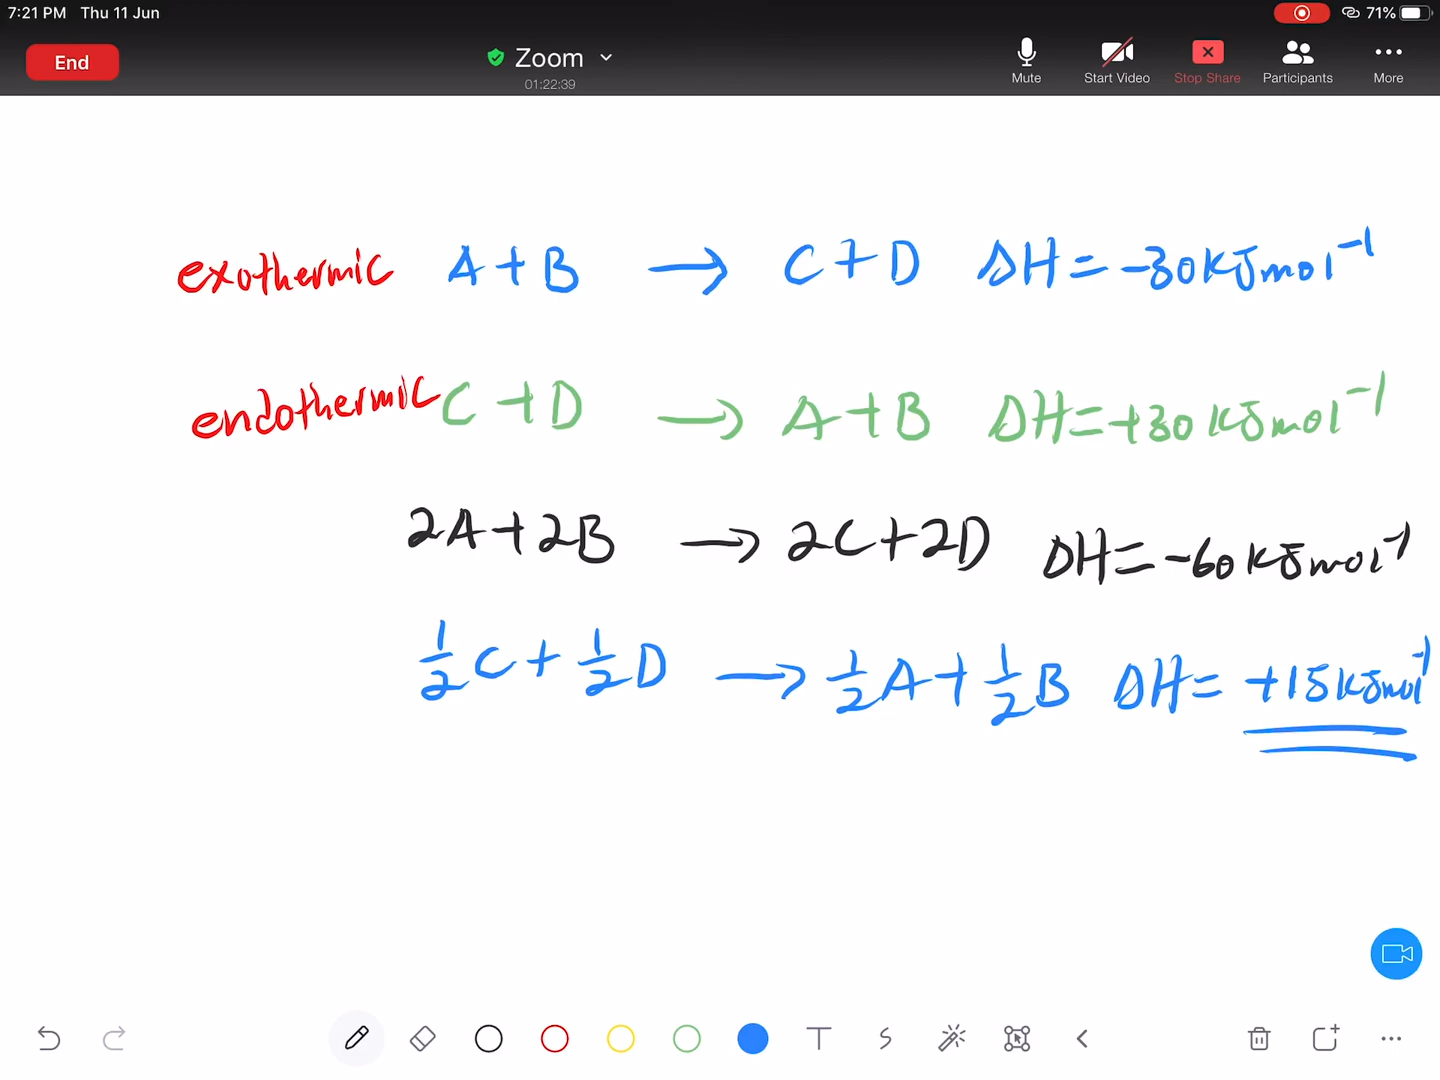 7:21 PM Thu 11 Jun 71%
End Zoom Mute Start Video Stop Share Participants More
01:22:39
exothermic A + B → C + D ΔH = -30KJmol⁻¹
endothermic C + D → A + B ΔH = +30KJmol⁻¹
2A + 2B → 2C + 2D ΔH = -60KJmol⁻¹
½C + ½D → ½A + ½B ΔH = +15KJmol⁻¹